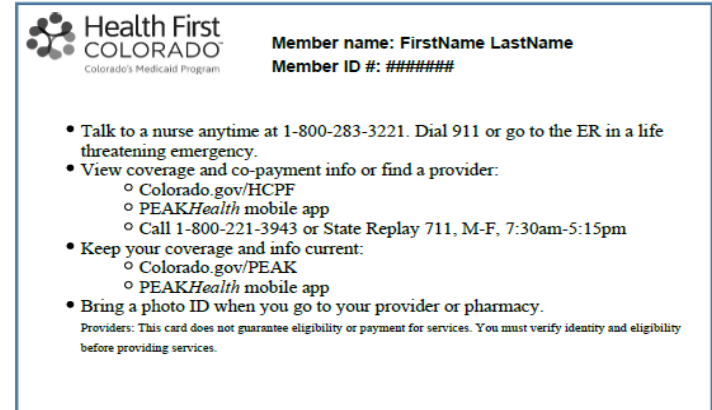 Health First
COLORADO
Colorado's Medicaid Program
Member name: FirstName LastName
Member ID #: #######
• Talk to a nurse anytime at 1-800-283-3221. Dial 911 or go to the ER in a life
threatening emergency.
• View coverage and co-payment info or find a provider:
○ Colorado.gov/HCPF
○ PEAKHealth mobile app
○ Call 1-800-221-3943 or State Replay 711, M-F, 7:30am-5:15pm
• Keep your coverage and info current:
○ Colorado.gov/PEAK
○ PEAKHealth mobile app
• Bring a photo ID when you go to your provider or pharmacy.
Providers: This card does not guarantee eligibility or payment for services. You must verify identity and eligibility
before providing services.